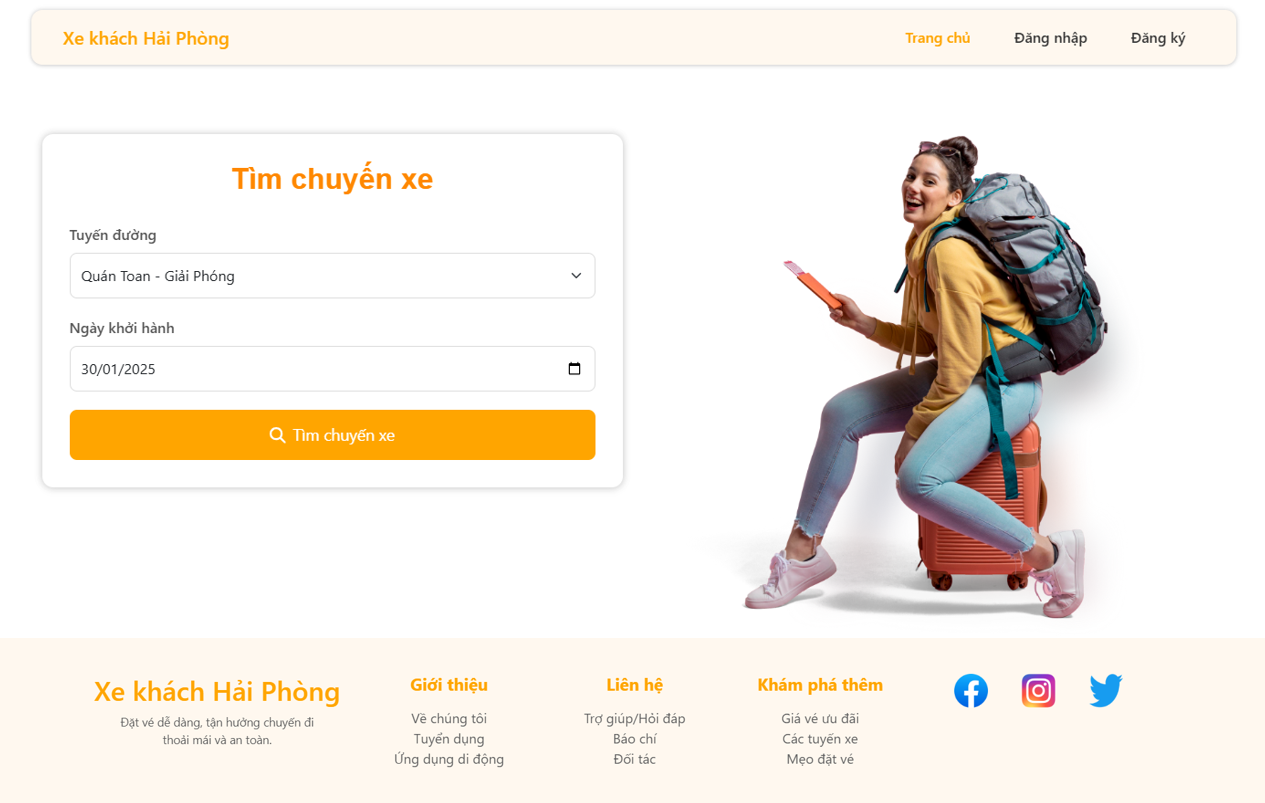 Xe khách Hải Phòng
Trang chủ
Đăng nhập
Đăng ký
Tìm chuyến xe
Tuyến đường
Quán Toan - Giải Phóng
Ngày khởi hành
30/01/2025
Tìm chuyến xe
Xe khách Hải Phòng
Đặt vé dễ dàng, tận hưởng chuyến đi
thoải mái và an toàn.
Giới thiệu
Về chúng tôi
Tuyển dụng
Ứng dụng di động
Liên hệ
Trợ giúp/Hỏi đáp
Báo chí
Đối tác
Khám phá thêm
Giá vé ưu đãi
Các tuyến xe
Mẹo đặt vé